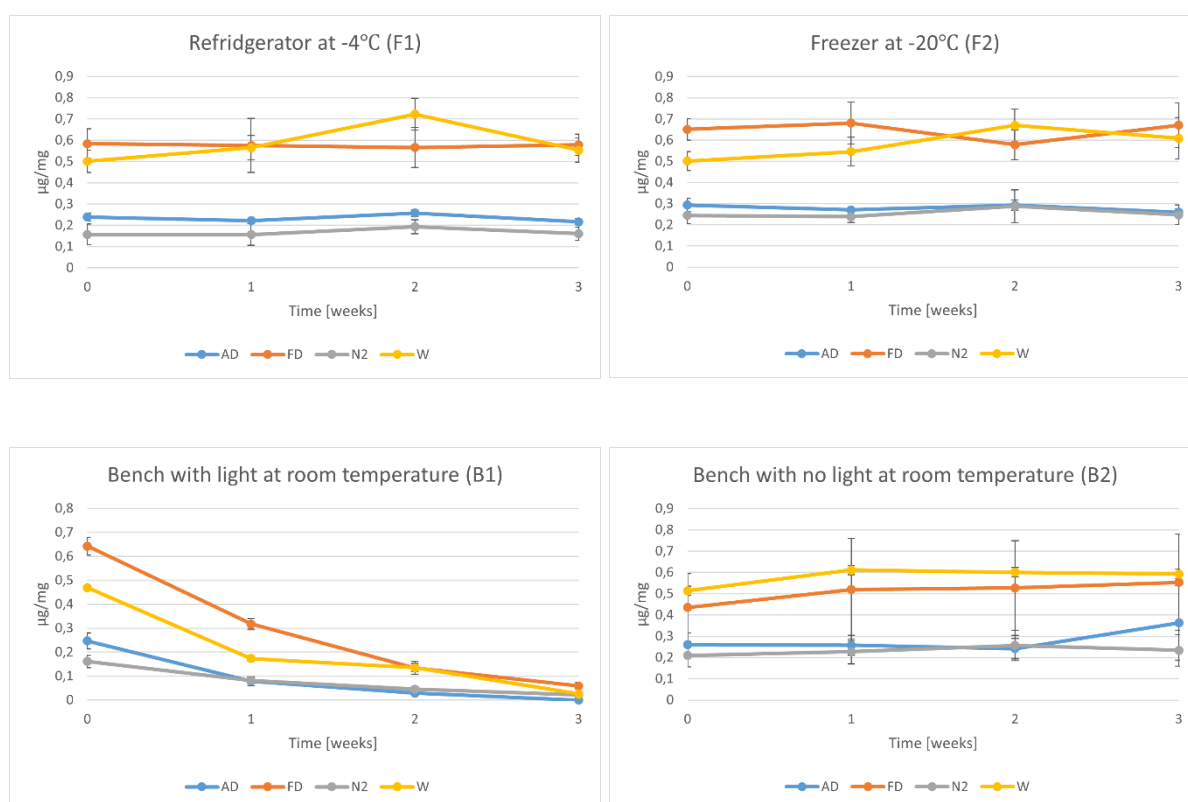 Refridgerator at -4℃ (F1)
0,9
0,8
0,7
0,6
0,5
0,4
0,3
0,2
0,1
0
µg/mg
0 1 2 3
Time [weeks]
AD FD N2 W
Freezer at -20℃ (F2)
0,9
0,8
0,7
0,6
0,5
0,4
0,3
0,2
0,1
0
µg/mg
0 1 2 3
Time [weeks]
AD FD N2 W
Bench with light at room temperature (B1)
0,8
0,7
0,6
0,5
0,4
0,3
0,2
0,1
0
µg/mg
0 1 2 3
Time [weeks]
AD FD N2 W
Bench with no light at room temperature (B2)
0,9
0,8
0,7
0,6
0,5
0,4
0,3
0,2
0,1
0
µg/mg
0 1 2 3
Time [weeks]
AD FD N2 W